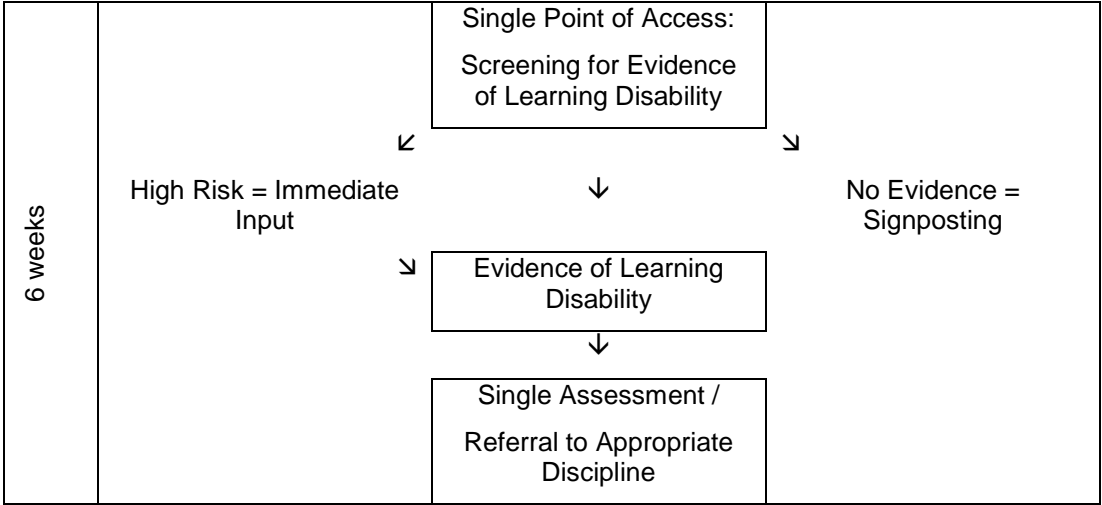 Single Point of Access:
Screening for Evidence
of Learning Disability
High Risk = Immediate
Input
No Evidence =
Signposting
6 weeks
Evidence of Learning
Disability
Single Assessment /
Referral to Appropriate
Discipline